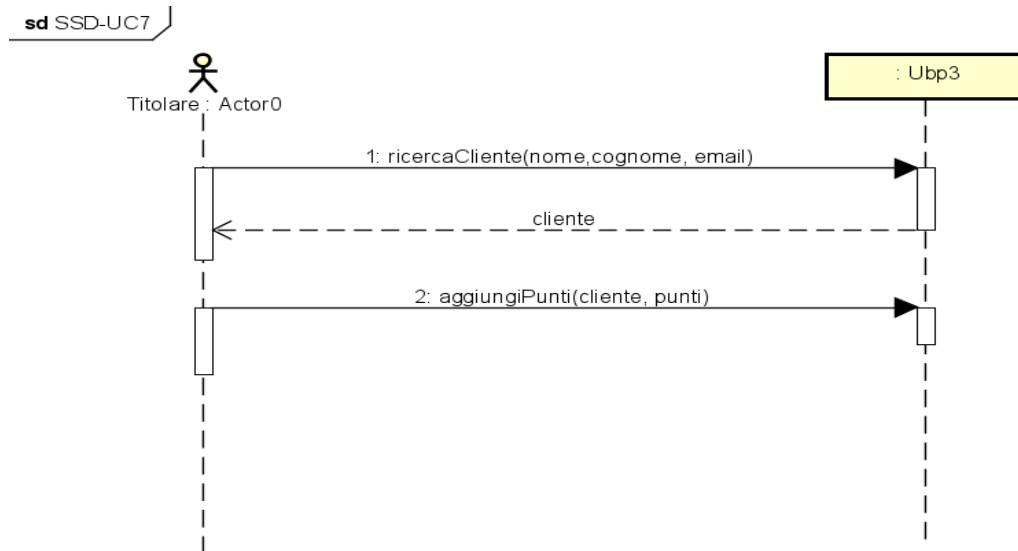 sd SSD-UC7
: Ubp3
Titolare : Actor0
1: ricercaCliente(nome,cognome, email)
cliente
2: aggiungiPunti(cliente, punti)